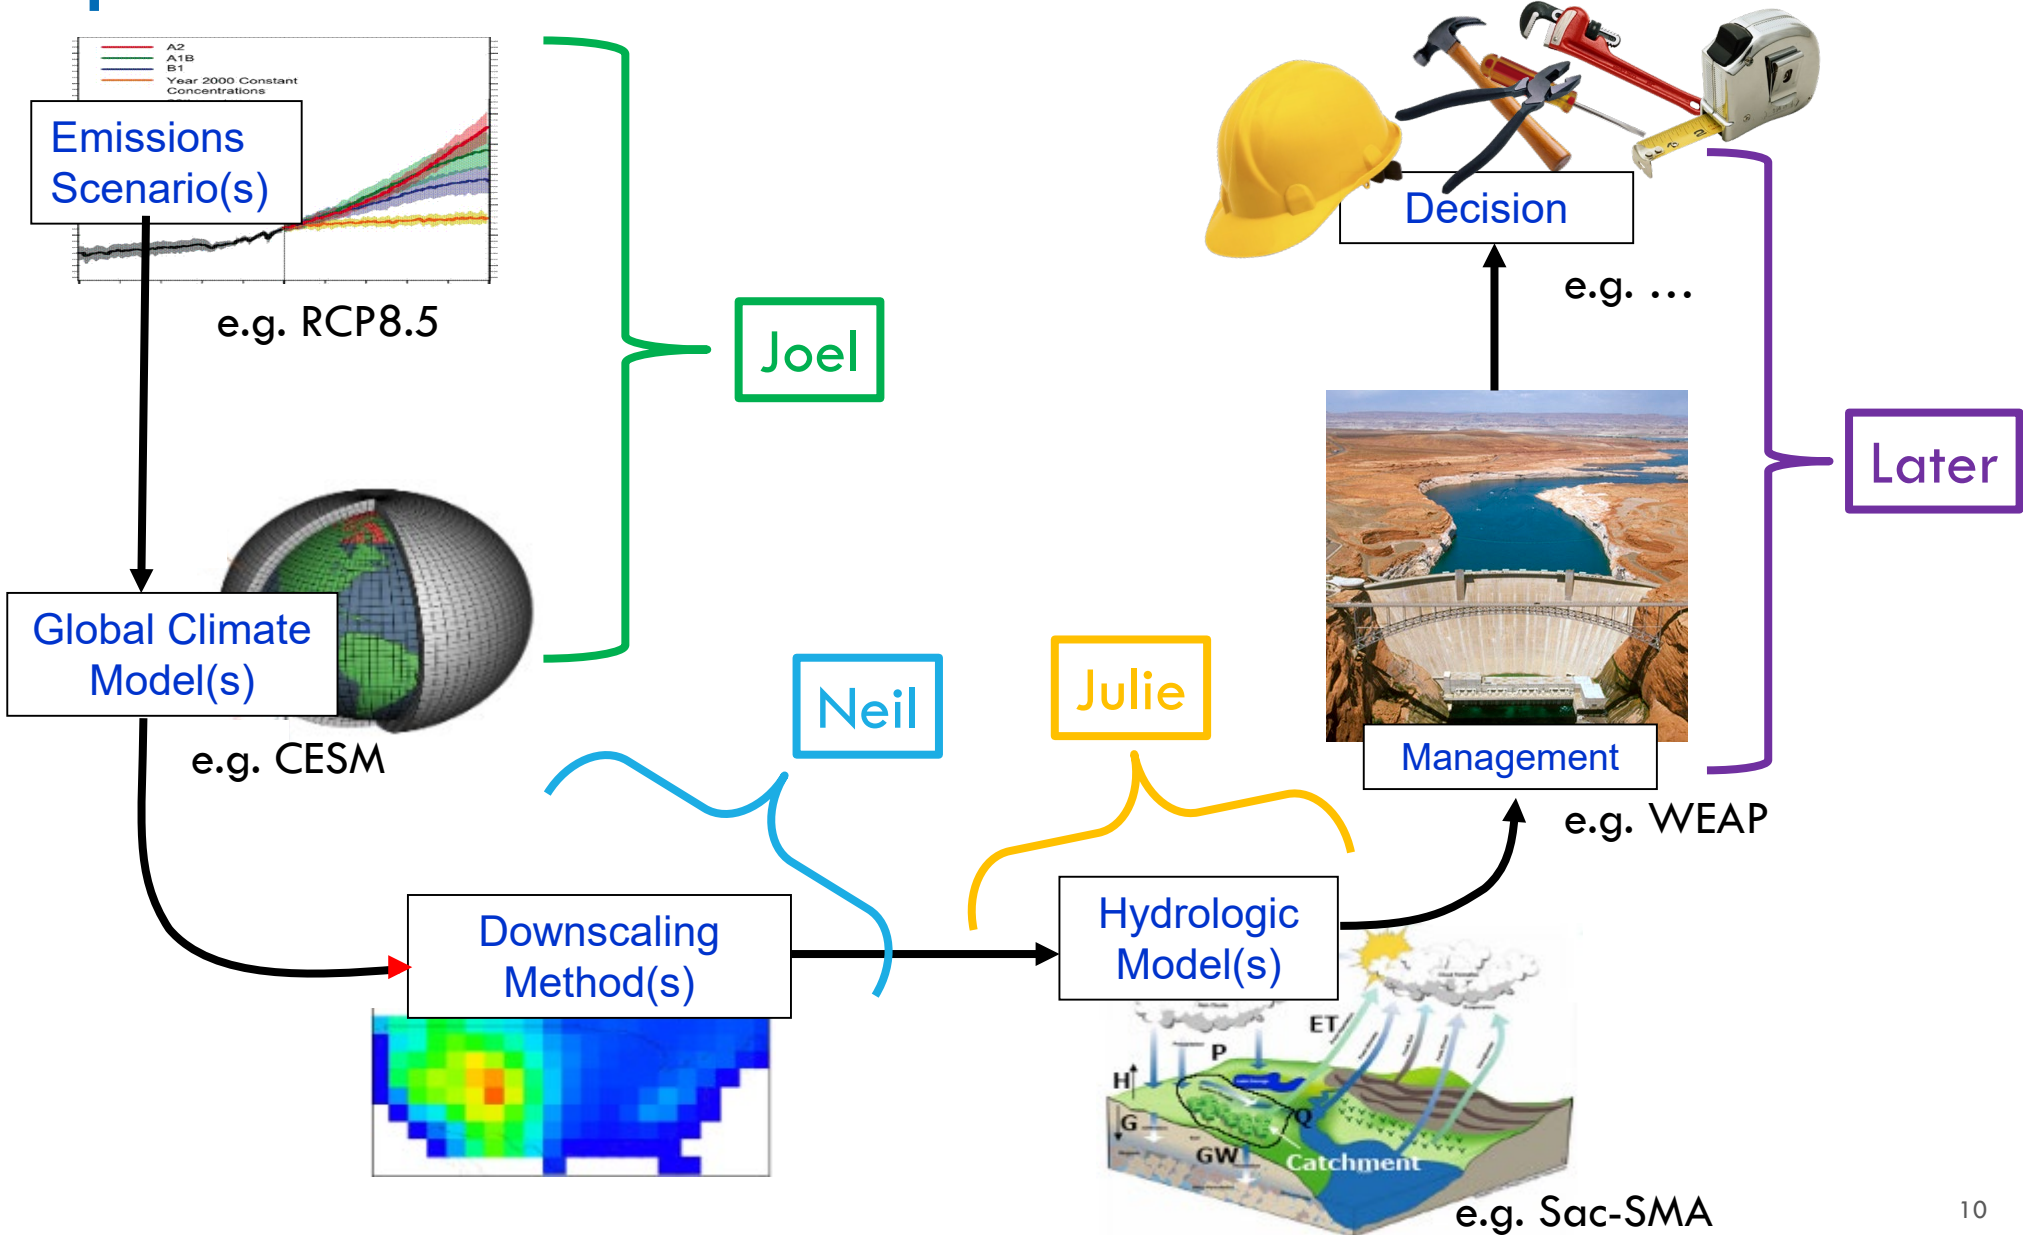 A2
A1B
B1
Year 2000 Constant
Concentrations
Emissions
Scenario(s)
e.g. RCP8.5
Joel
Decision
e.g. ...
Later
Global Climate
Model(s)
e.g. CESM
Neil
Julie
Management
e.g. WEAP
Downscaling
Method(s)
Hydrologic
Model(s)
ET
P
H
G
Q
GW
Catchment
e.g. Sac-SMA
10